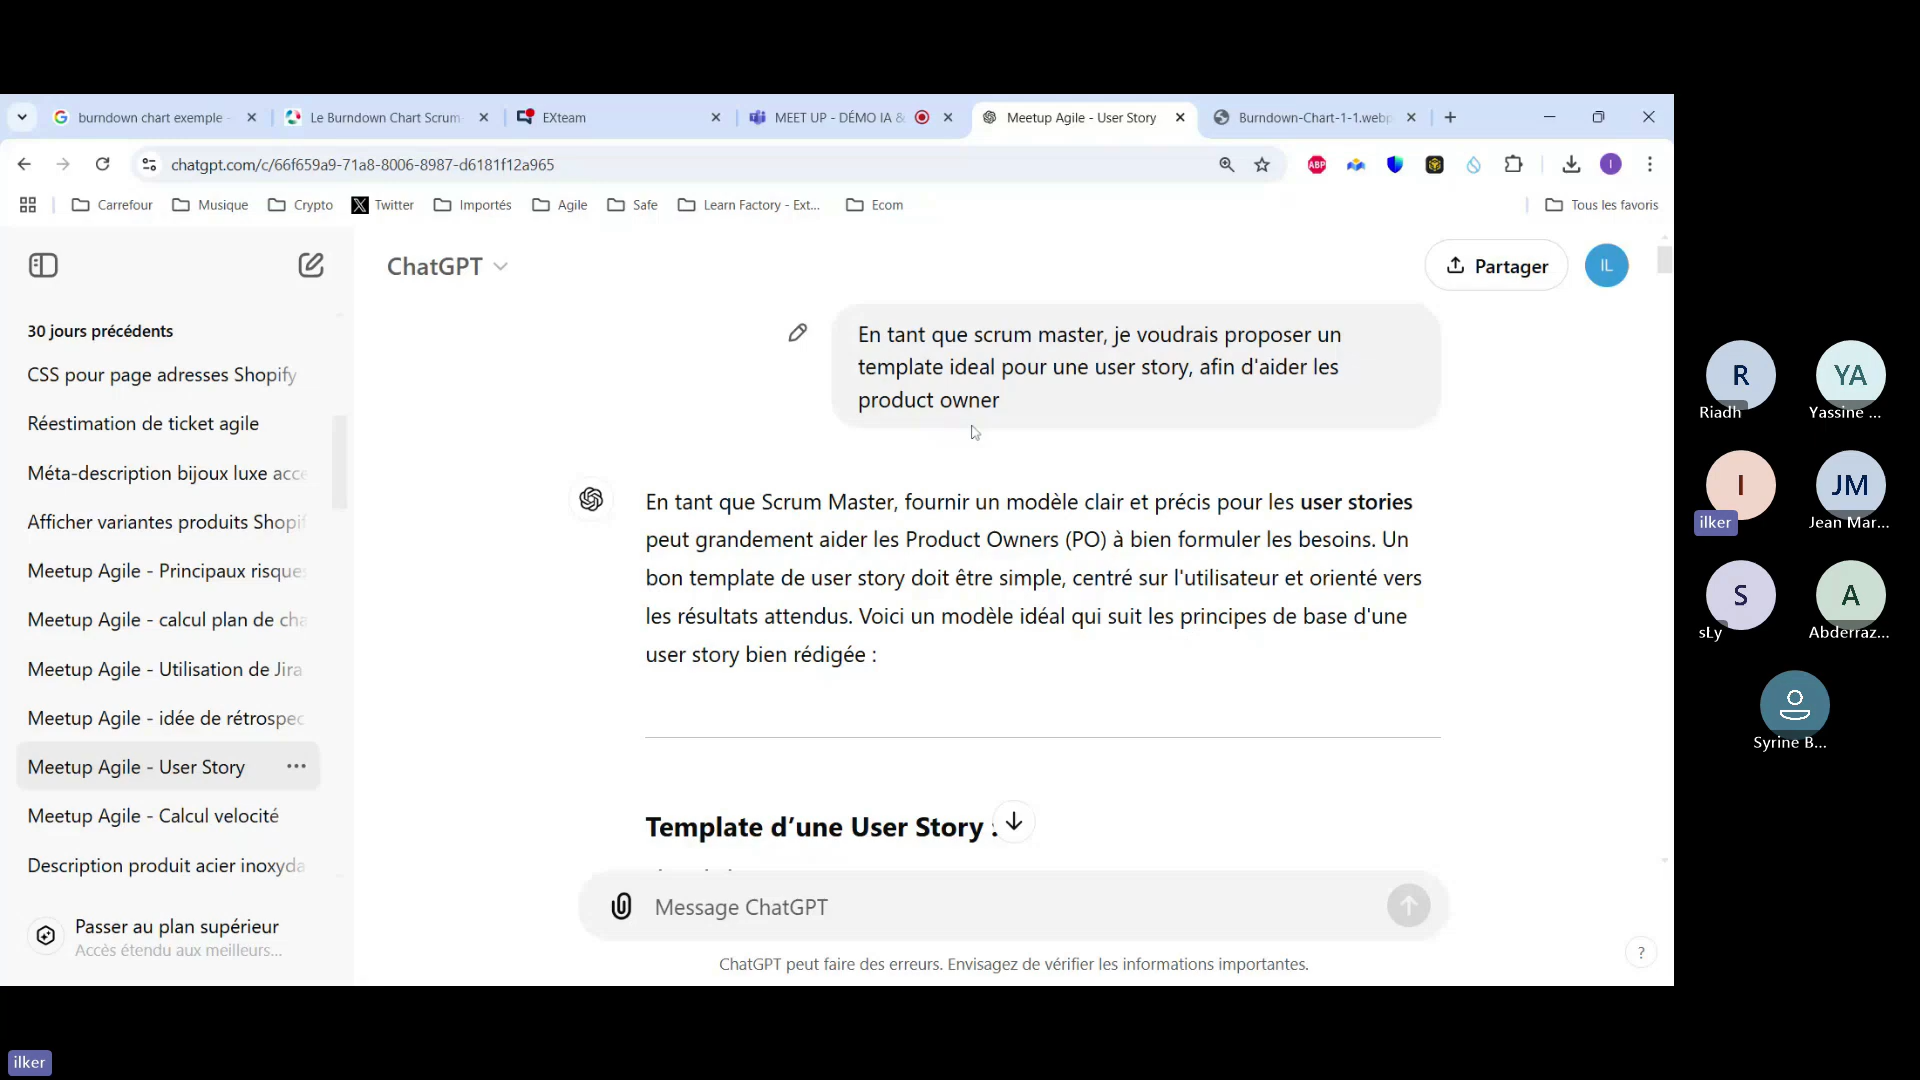 burndown chart exemple -
Le Burndown Chart Scrum
EXteam
MEET UP - DÉMO IA &
Meetup Agile - User Story
Burndown-Chart-1-1.webp
chatgpt.com/c/66f659a9-71a8-8006-8987-d6181f12a965
ABP
I
Carrefour
Musique
Crypto
Twitter
Importés
Agile
Safe
Learn Factory - Ext...
Ecom
Tous les favoris
ChatGPT
Partager
IL
30 jours précédents
CSS pour page adresses Shopify
Réestimation de ticket agile
Méta-description bijoux luxe acce
Afficher variantes produits Shopif
Meetup Agile - Principaux risques
Meetup Agile - calcul plan de cha
Meetup Agile - Utilisation de Jira
Meetup Agile - idée de rétrospec
Meetup Agile - User Story
Meetup Agile - Calcul velocité
Description produit acier inoxyda
Passer au plan supérieur
Accès étendu aux meilleurs...
En tant que scrum master, je voudrais proposer un
template ideal pour une user story, afin d'aider les
product owner
En tant que Scrum Master, fournir un modèle clair et précis pour les user stories
peut grandement aider les Product Owners (PO) à bien formuler les besoins. Un
bon template de user story doit être simple, centré sur l'utilisateur et orienté vers
les résultats attendus. Voici un modèle idéal qui suit les principes de base d'une
user story bien rédigée :
Template d’une User Story :
Message ChatGPT
ChatGPT peut faire des erreurs. Envisagez de vérifier les informations importantes.
?
R
Riadh
YA
Yassine ...
I
ilker
JM
Jean Mar...
S
sLy
A
Abderraz...
Syrine B...
ilker